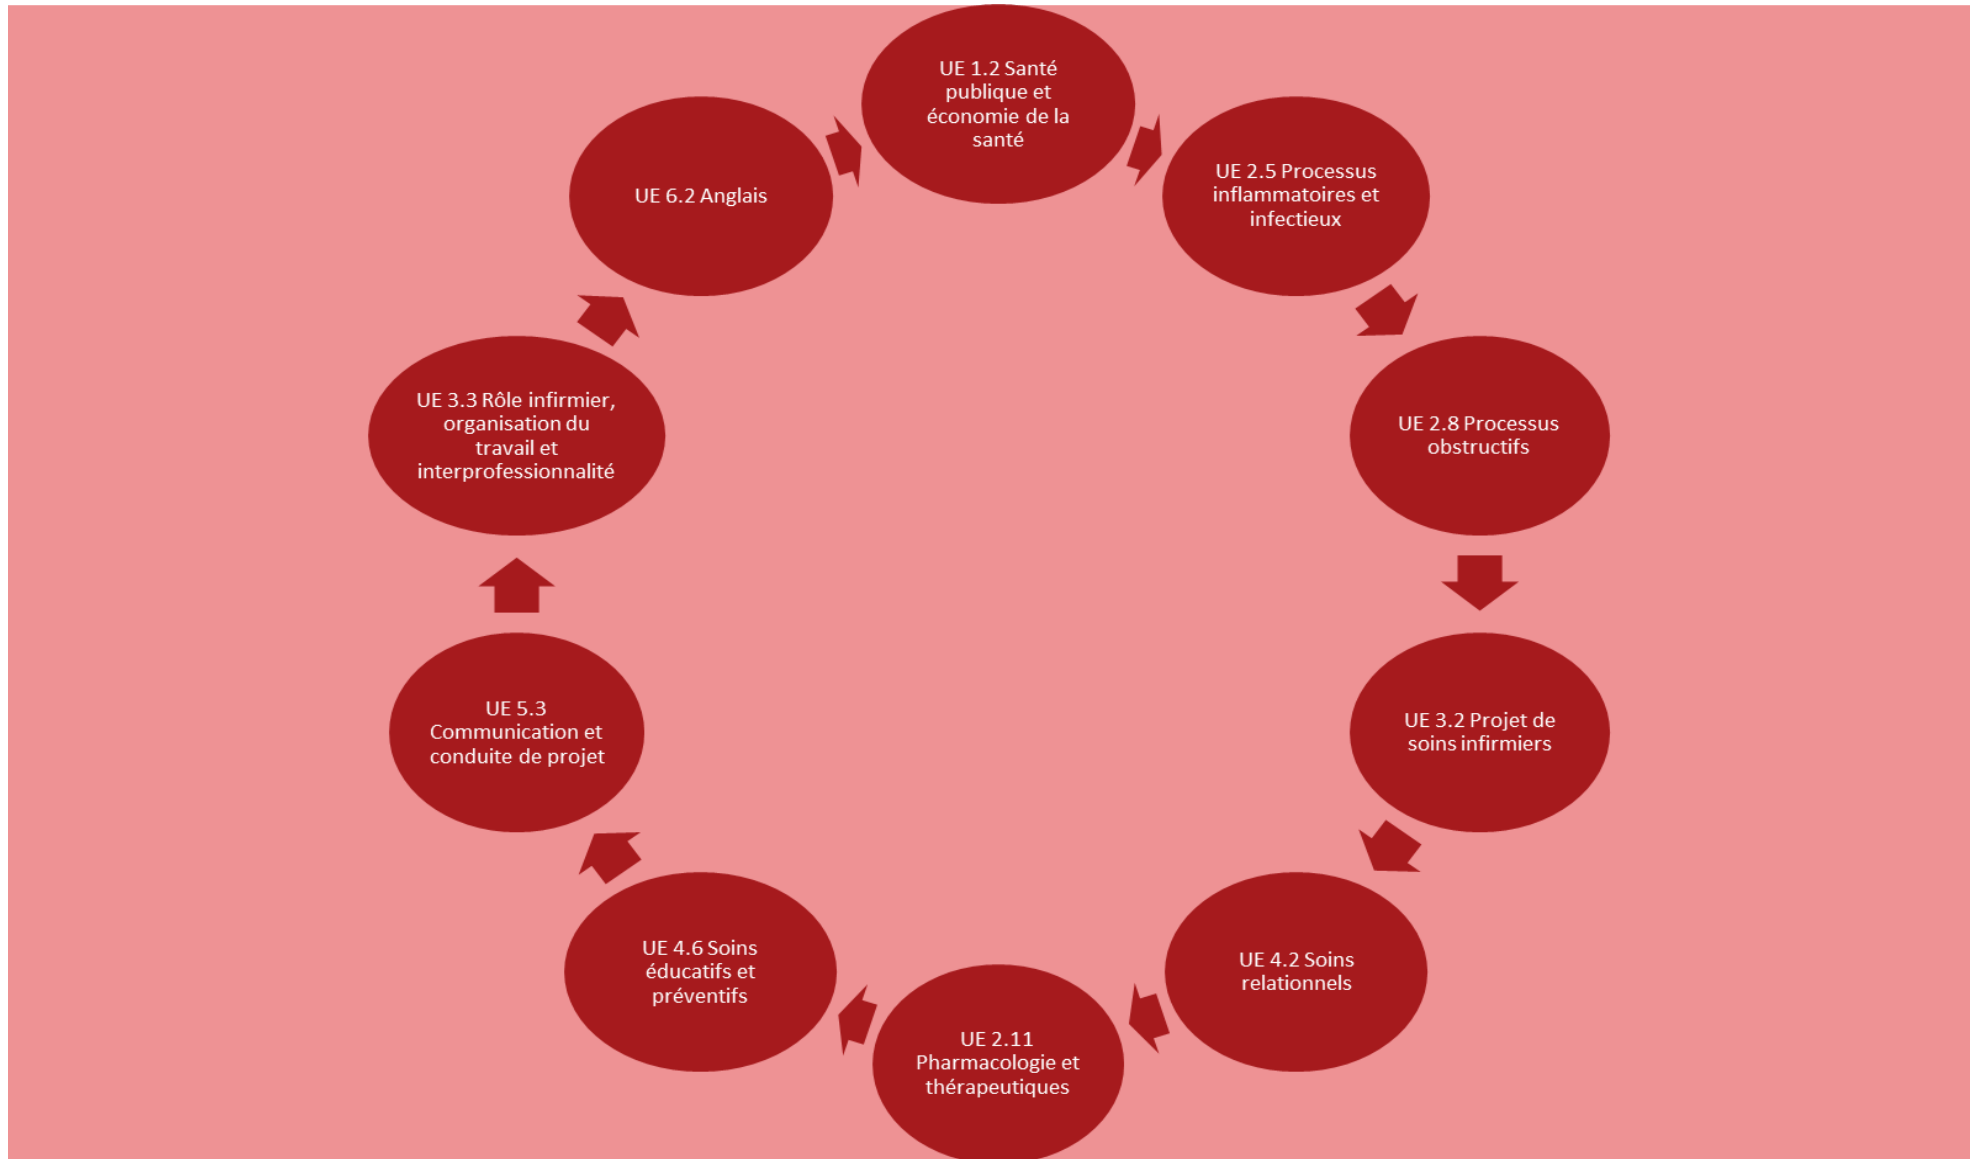 UE 1.2 Santé
publique et
économie de la
santé
UE 2.5 Processus
inflammatoires et
infectieux
UE 2.8 Processus
obstructifs
UE 3.2 Projet de
soins infirmiers
UE 4.2 Soins
relationnels
UE 2.11
Pharmacologie et
thérapeutiques
UE 4.6 Soins
éducatifs et
préventifs
UE 5.3
Communication et
conduite de projet
UE 3.3 Rôle infirmier,
organisation du
travail et
interprofessionnalité
UE 6.2 Anglais